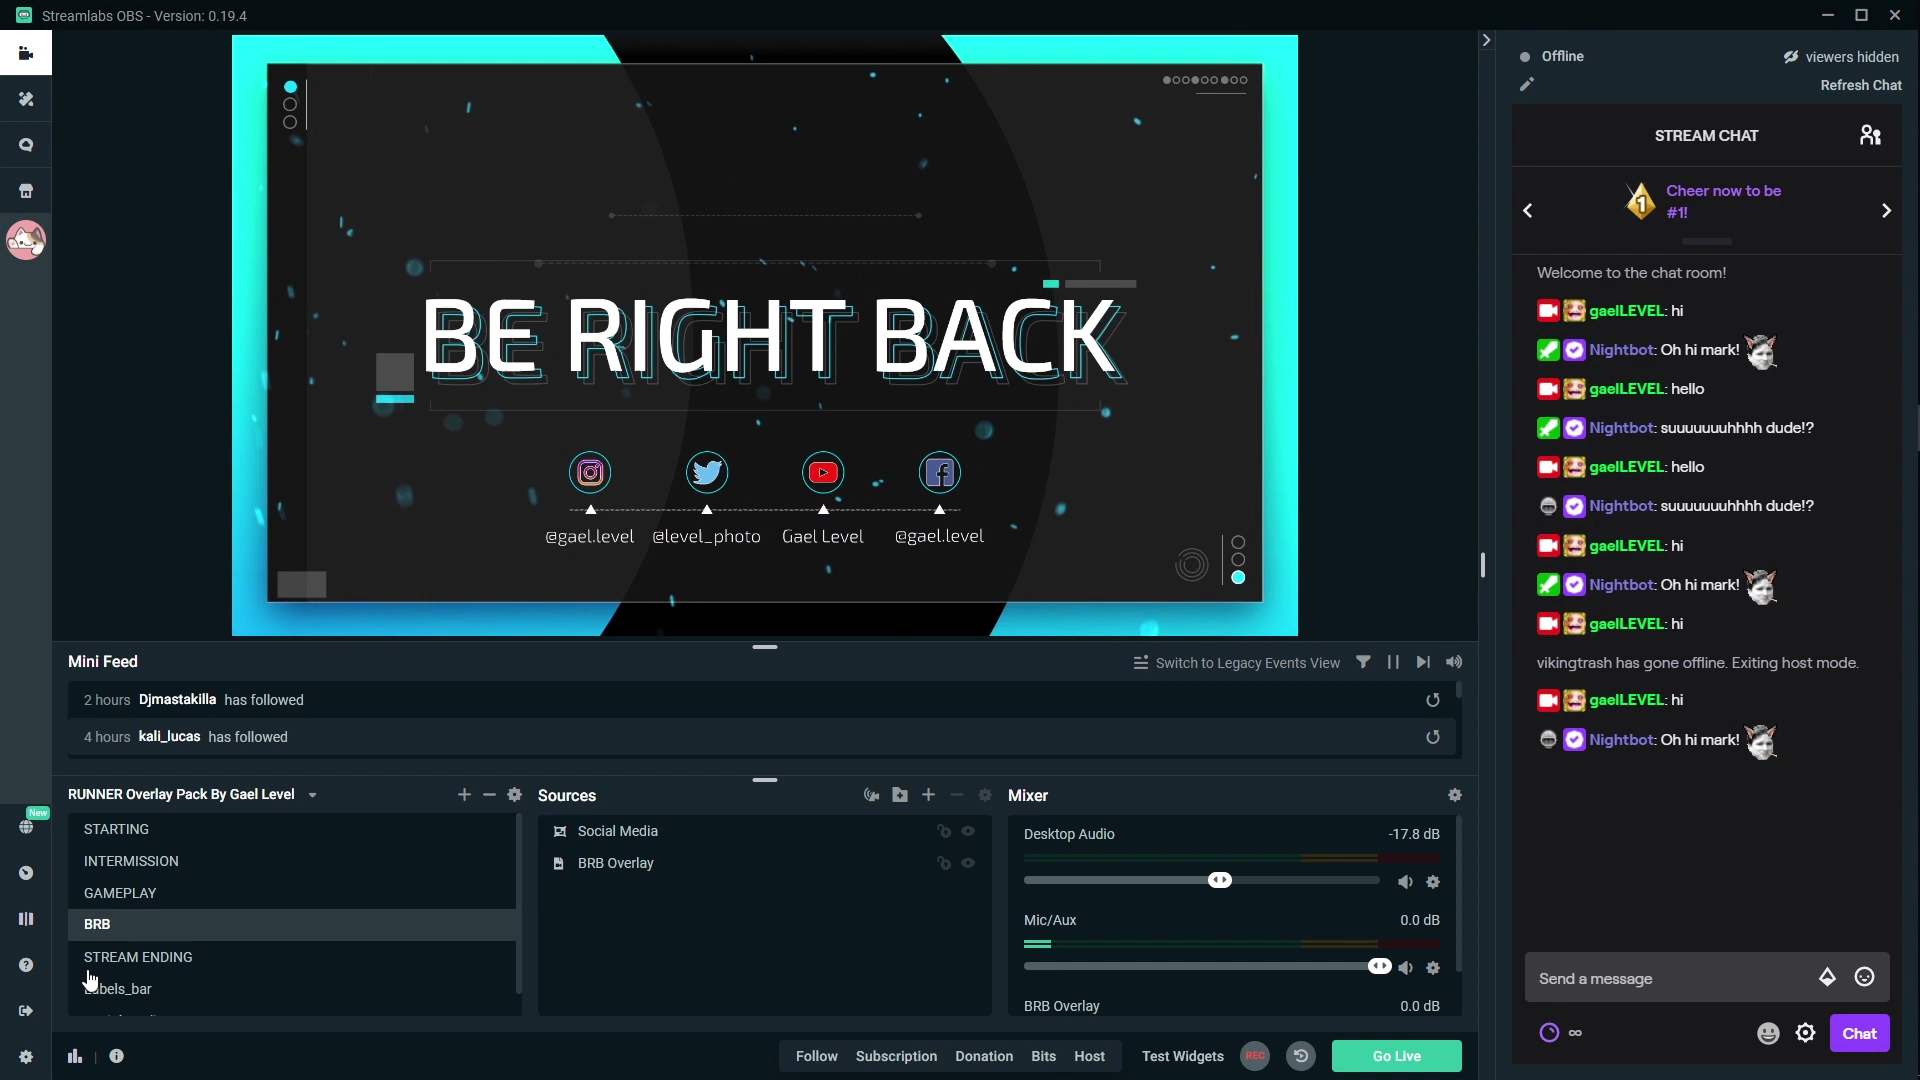 Streamlabs OBS - Version: 0.19.4
Offline
viewers hidden
Refresh Chat
STREAM CHAT
1
Cheer now to be
#1!
Welcome to the chat room!
gaelLEVEL: hi
Nightbot: Oh hi mark!
gaelLEVEL: hello
Nightbot: suuuuuuuhhhh dude!?
gaelLEVEL: hello
Nightbot: suuuuuuuhhhh dude!?
gaelLEVEL: hi
Nightbot: Oh hi mark!
gaelLEVEL: hi
vikingtrash has gone offline. Exiting host mode.
gaelLEVEL: hi
Nightbot: Oh hi mark!
Send a message
Chat
BE RIGHT BACK
@gael.level @level_photo Gael Level @gael.level
Mini Feed
Switch to Legacy Events View
2 hours Djmastakilla has followed
4 hours kali_lucas has followed
New
RUNNER Overlay Pack By Gael Level
STARTING
INTERMISSION
GAMEPLAY
BRB
STREAM ENDING
Labels_bar
Sources
Social Media
BRB Overlay
Mixer
Desktop Audio -17.8 dB
Mic/Aux 0.0 dB
BRB Overlay 0.0 dB
Follow Subscription Donation Bits Host Test Widgets REC Go Live